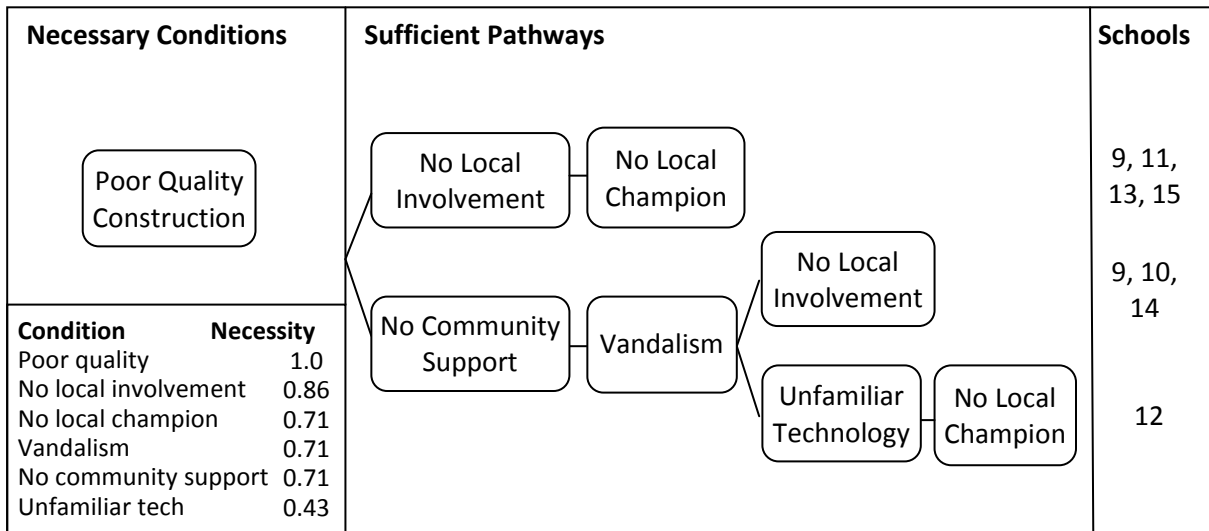 Necessary Conditions
Poor Quality
Construction
Condition Necessity
Poor quality 1.0
No local involvement 0.86
No local champion 0.71
Vandalism 0.71
No community support 0.71
Unfamiliar tech 0.43
Sufficient Pathways
No Local
Involvement
No Local
Champion
No Community
Support
Vandalism
No Local
Involvement
Unfamiliar
Technology
No Local
Champion
Schools
9, 11,
13, 15
9, 10,
14
12